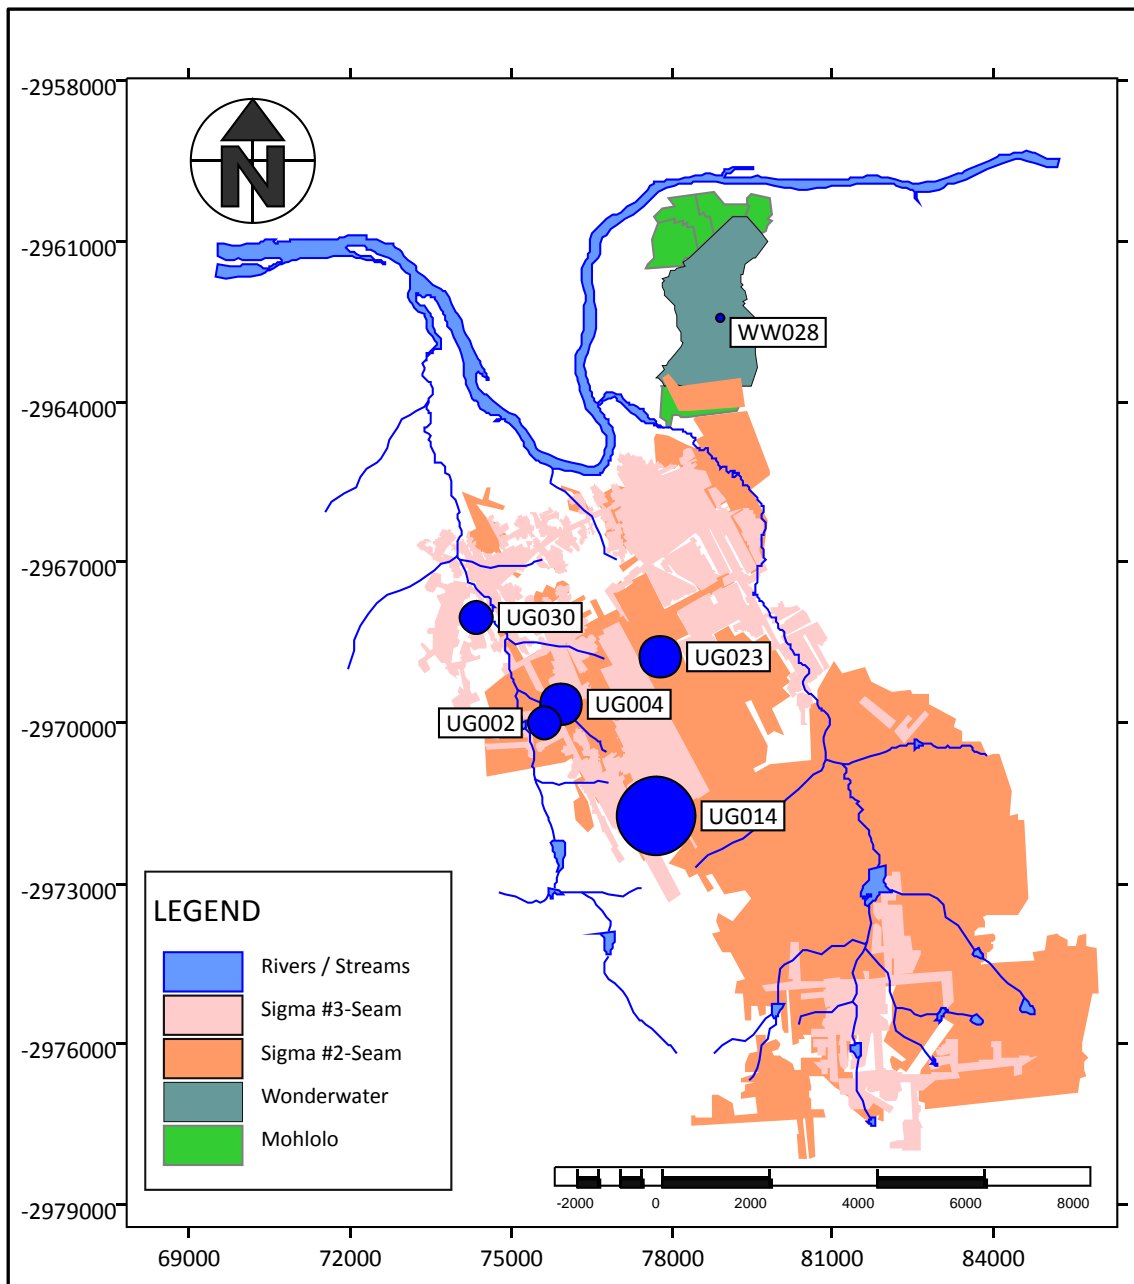 -2958000
N
-2961000
WW028
-2964000
-2967000
UG030
UG023
UG004
UG002
-2970000
UG014
-2973000
LEGEND
Rivers / Streams
Sigma #3-Seam
Sigma #2-Seam
Wonderwater
Mohlolo
-2976000
-2000 0 2000 4000 6000 8000
-2979000
69000 72000 75000 78000 81000 84000